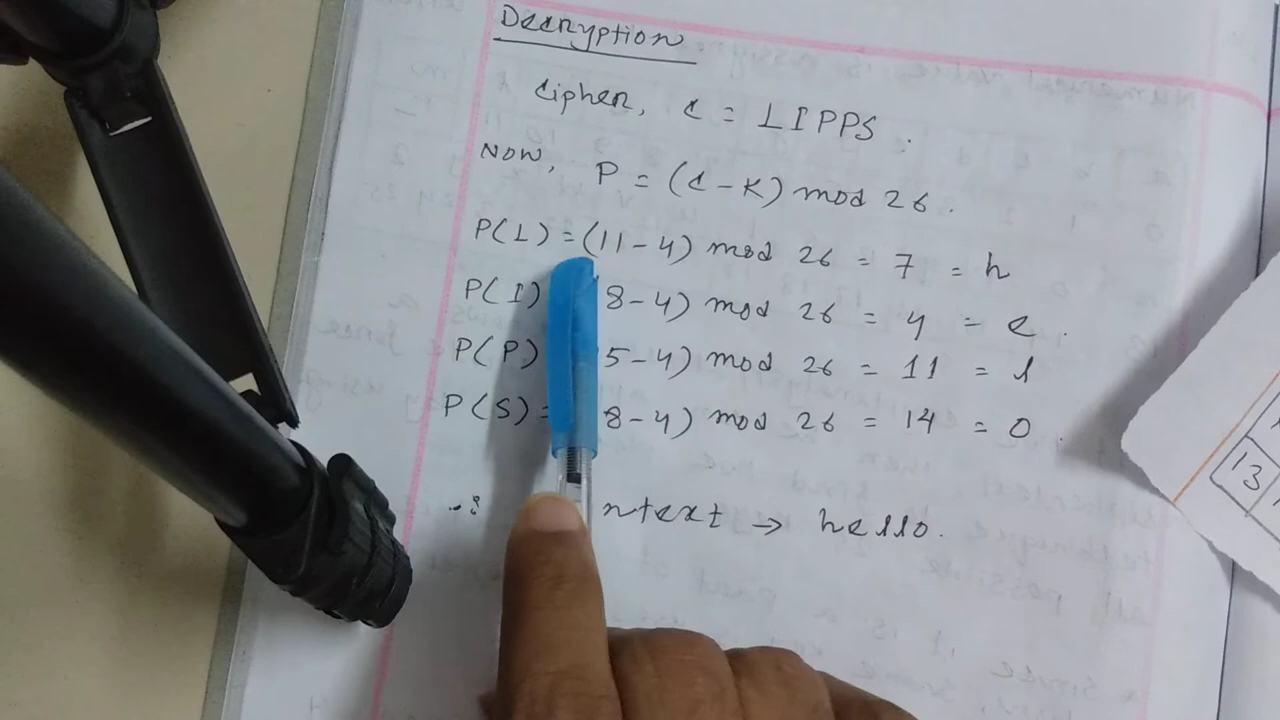 Decryption
Cipher, C = LIPPS.
Now, P = (C-K) mod 26.
P(L) = (11-4) mod 26 = 7 = h
P(I) 8-4) mod 26 = 4 = e.
P(P) 5-4) mod 26 = 11 = l
P(S) = 8-4) mod 26 = 14 = o.
ntext → hello.
13